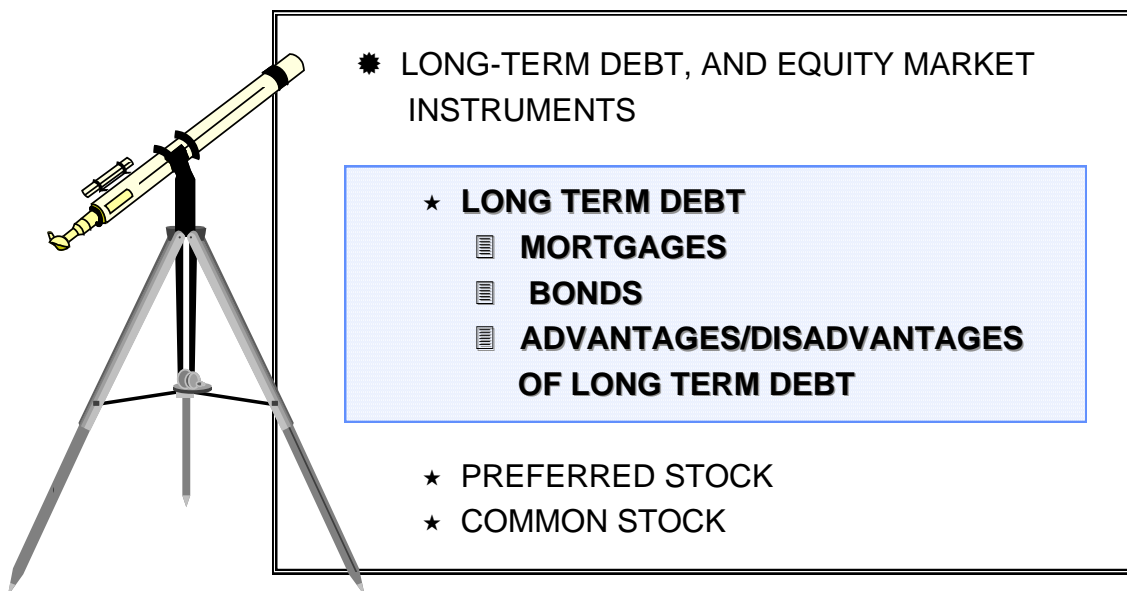 LONG-TERM DEBT, AND EQUITY MARKET
INSTRUMENTS
LONG TERM DEBT
MORTGAGES
BONDS
ADVANTAGES/DISADVANTAGES
OF LONG TERM DEBT
PREFERRED STOCK
COMMON STOCK